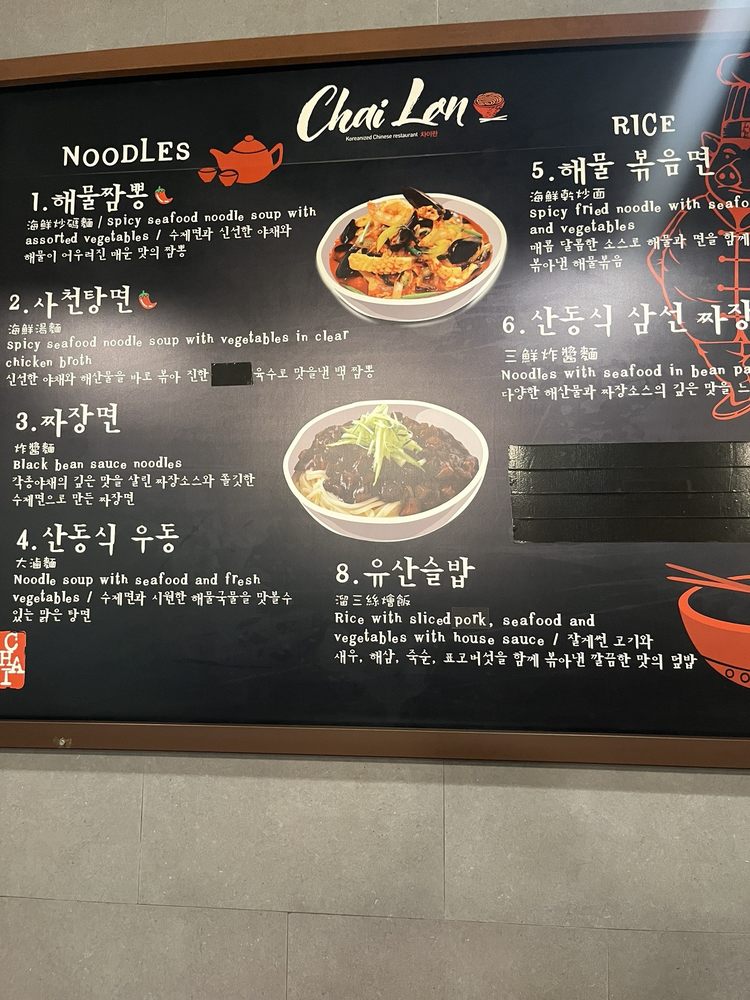 Chai Lon
Koreanized Chinese restaurant 차이란
NOODLES
1.해물짬뽕
海鮮炒碼麵 / spicy seafood noodle soup with
assorted vegetables / 수제면과 신선한 야채와
해물이 어우러진 매운 맛의 짬뽕
2.사천탕면
海鮮湯麵
spicy seafood noodle soup with vegetables in clear
chicken broth
신선한 야채와 해산물을 바로 볶아 진한 육수로 맛을낸 백 짬뽕
3.짜장면
炸醬麵
Black bean sauce noodles
각종야채의 깊은 맛을 살린 짜장소스와 쫄깃한
수제면으로 만든 짜장면
4.산동식 우동
大滷麵
Noodle soup with seafood and fresh
vegetables / 수제면과 시원한 해물국물을 맛볼수
있는 맑은 탕면
CHAI
RICE
5.해물 볶음면
海鮮乾炒面
spicy fried noodle with seafo
and vegetables
매콤 달콤한 소스로 해물과 면을 함께
볶아낸 해물볶음
6.산동식 삼선 짜장
三鮮炸醬麵
Noodles with seafood in bean pa
다양한 해산물과 짜장소스의 깊은 맛을 느
8.유산슬밥
溜三絲燴飯
Rice with sliced pork, seafood and
vegetables with house sauce / 잘게썬 고기와
새우, 해삼, 죽순, 표고버섯을 함께 볶아낸 깔끔한 맛의 덮밥